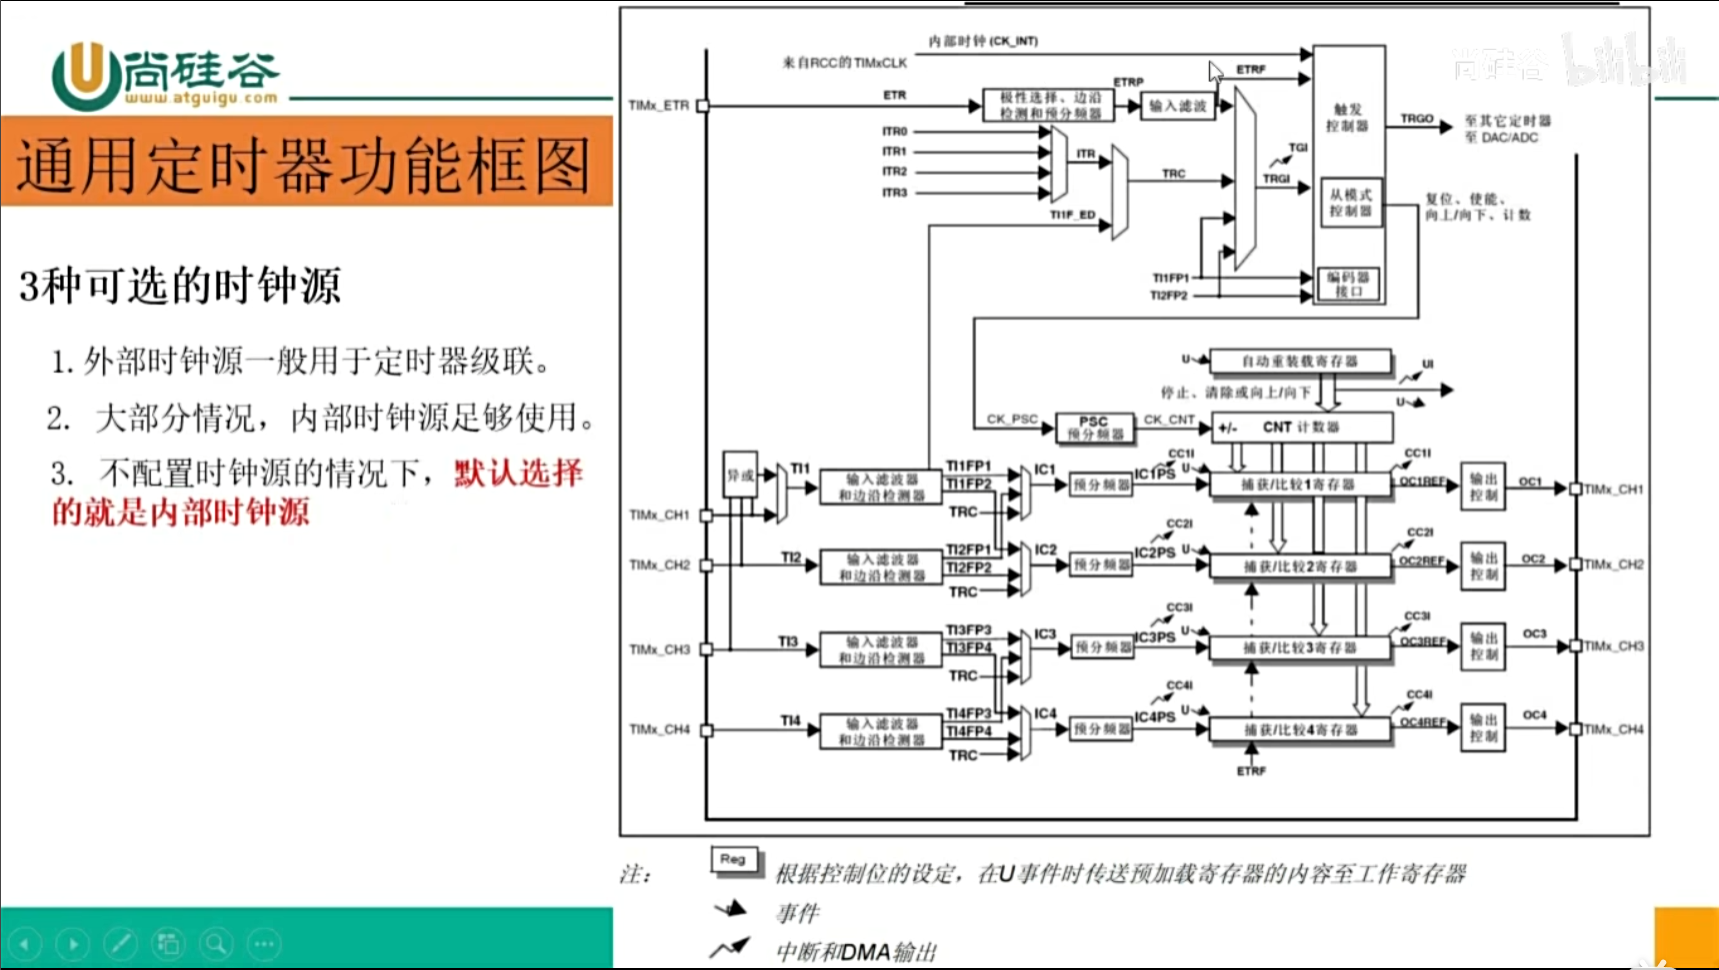 尚硅谷
www.atguigu.com
通用定时器功能框图
3种可选的时钟源
1. 外部时钟源一般用于定时器级联。
2. 大部分情况，内部时钟源足够使用。
3. 不配置时钟源的情况下，默认选择
的就是内部时钟源
尚硅谷 bilibili
内部时钟 (CK_INT)
来自RCC的TIMxCLK
TIMx_ETR
ETR
极性选择、边沿
检测和预分频器
ETRP
输入滤波
ETRF
触发
控制器
TRGO
至其它定时器
至 DAC/ADC
ITR0
ITR1
ITR2
ITR3
ITR
TRC
TI1F_ED
TGI
TRGI
从模式
控制器
复位、使能、
向上/向下、计数
TI1FP1
TI2FP2
编码器
接口
U
自动重装载寄存器
UI
停止、清除或向上/向下
U
CK_PSC
PSC
预分频器
CK_CNT
+/-
CNT 计数器
异或
TI1
输入滤波器
和边沿检测器
TI1FP1
TI1FP2
TRC
IC1
预分频器
IC1PS
CC1I
U
捕获/比较1寄存器
CC1I
OC1REF
输出
控制
OC1
TIMx_CH1
TIMx_CH1
TIMx_CH2
TI2
输入滤波器
和边沿检测器
TI2FP1
TI2FP2
TRC
IC2
预分频器
IC2PS
CC2I
U
捕获/比较2寄存器
CC2I
OC2REF
输出
控制
OC2
TIMx_CH2
TIMx_CH3
TI3
输入滤波器
和边沿检测器
TI3FP3
TI3FP4
TRC
IC3
预分频器
IC3PS
CC3I
U
捕获/比较3寄存器
CC3I
OC3REF
输出
控制
OC3
TIMx_CH3
TIMx_CH4
TI4
输入滤波器
和边沿检测器
TI4FP3
TI4FP4
TRC
IC4
预分频器
IC4PS
CC4I
U
捕获/比较4寄存器
CC4I
OC4REF
输出
控制
OC4
TIMx_CH4
ETRF
注：
Reg
根据控制位的设定，在U事件时传送预加载寄存器的内容至工作寄存器
事件
中断和DMA输出